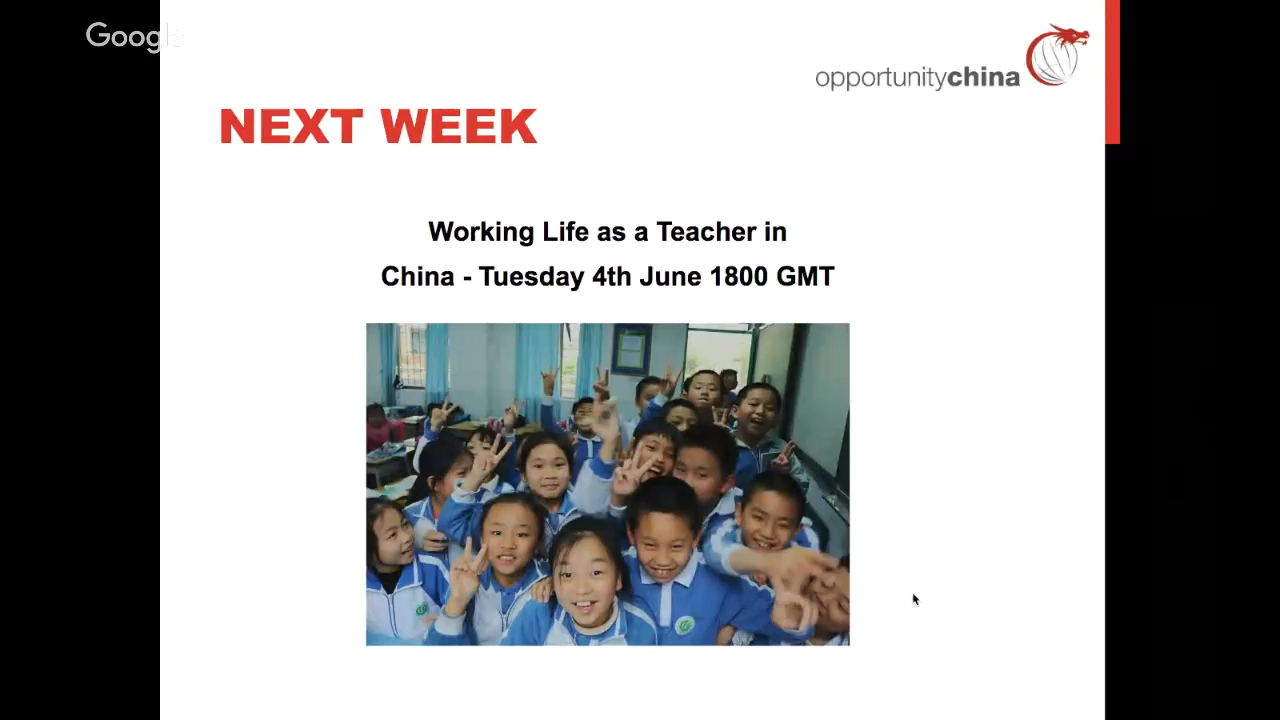 Google
opportunitychina
NEXT WEEK
Working Life as a Teacher in
China - Tuesday 4th June 1800 GMT